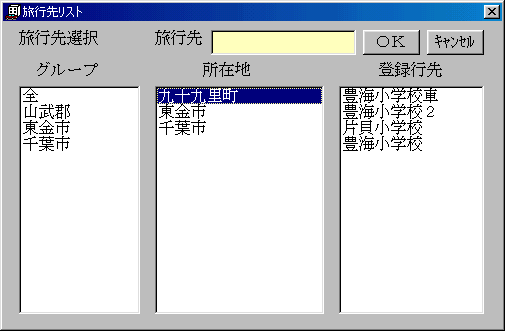 旅行先リスト
旅行先選択 旅行先 ＯＫ ｷｬﾝｾﾙ
グループ 所在地 登録行先
全
山武郡
東金市
千葉市
九十九里町
東金市
千葉市
豊海小学校車
豊海小学校２
片貝小学校
豊海小学校